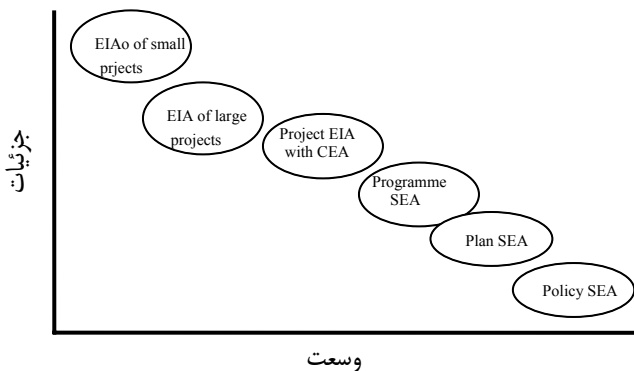 EIAo of small
prjects
EIA of large
projects
Project EIA
with CEA
Programme
SEA
Plan SEA
Policy SEA
جزئیات
وسعت